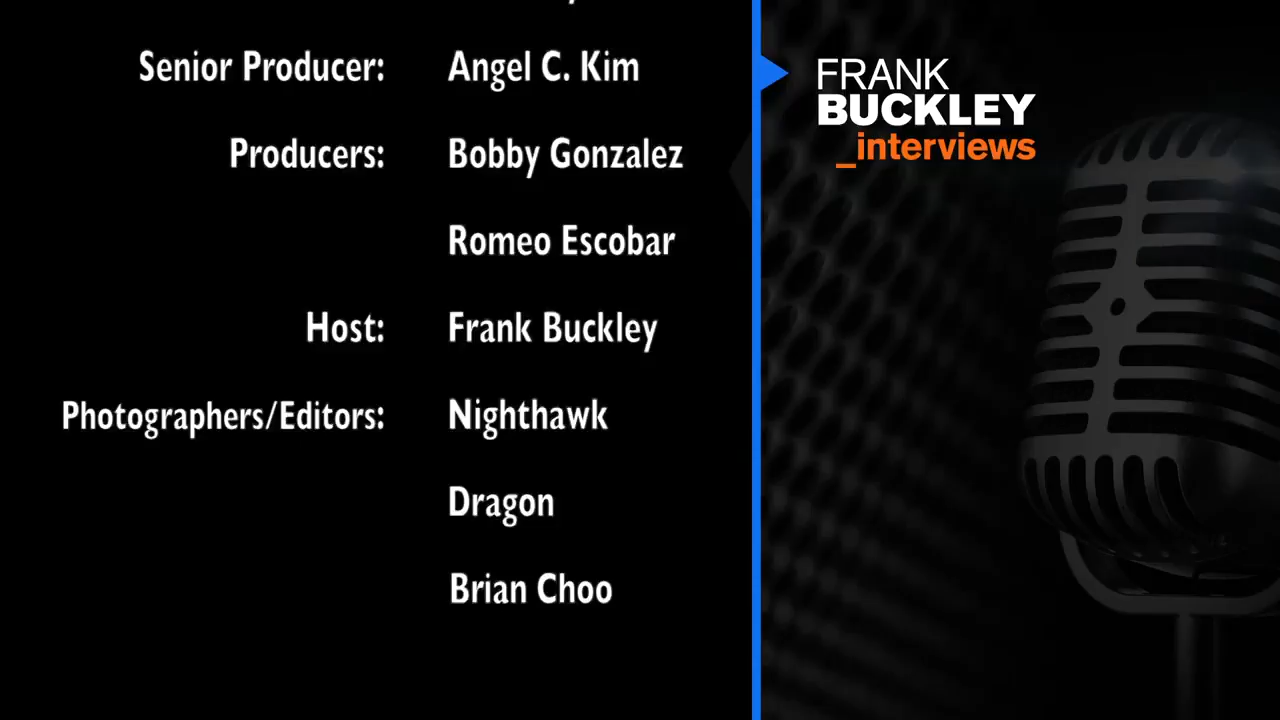 Senior Producer: Angel C. Kim
Producers: Bobby Gonzalez
Romeo Escobar
Host: Frank Buckley
Photographers/Editors: Nighthawk
Dragon
Brian Choo
FRANK
BUCKLEY
_interviews